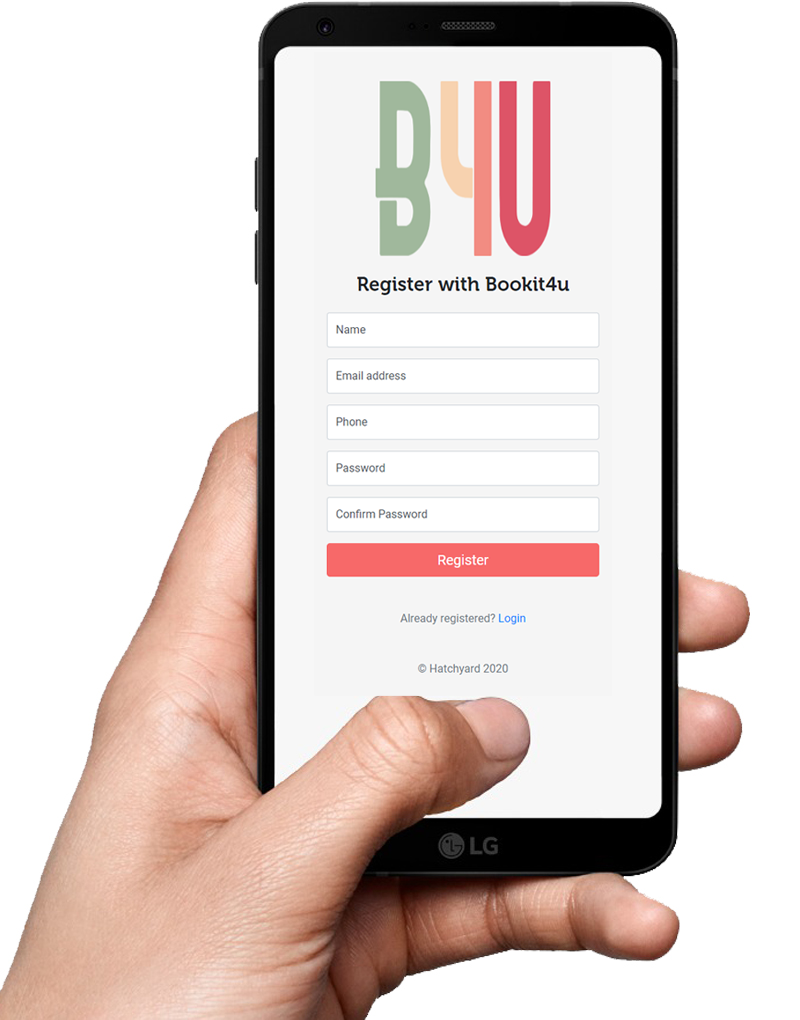 B4U
Register with Bookit4u
Name
Email address
Phone
Password
Confirm Password
Register
Already registered? Login
© Hatchyard 2020
LG